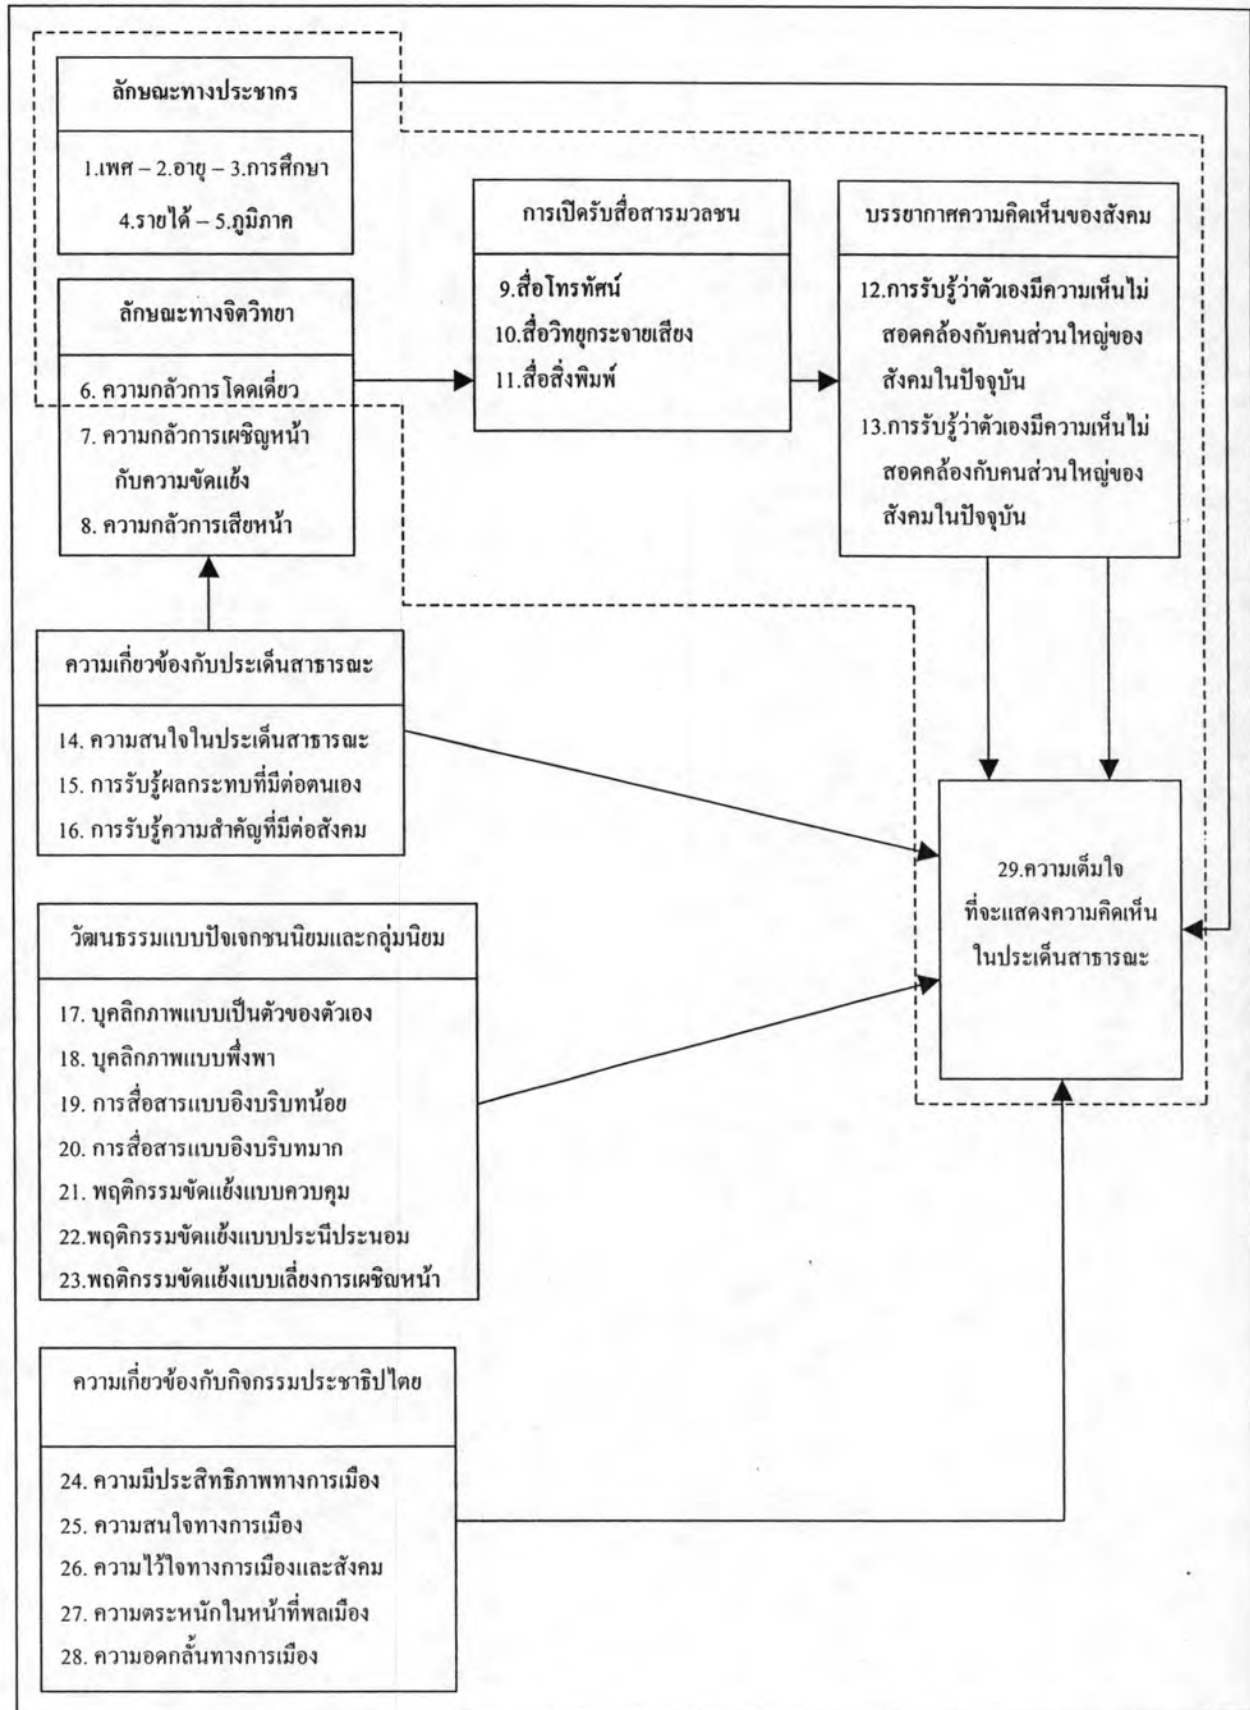 ลักษณะทางประชากร
1.เพศ – 2.อายุ – 3.การศึกษา
4.รายได้ – 5.ภูมิภาค
ลักษณะทางจิตวิทยา
6. ความกลัวการโดดเดี่ยว
7. ความกลัวการเผชิญหน้า
กับความขัดแย้ง
8. ความกลัวการเสียหน้า
การเปิดรับสื่อสารมวลชน
9.สื่อโทรทัศน์
10.สื่อวิทยุกระจายเสียง
11.สื่อสิ่งพิมพ์
บรรยากาศความคิดเห็นของสังคม
12.การรับรู้ว่าตัวเองมีความเห็นไม่
สอดคล้องกับคนส่วนใหญ่ของ
สังคมในปัจจุบัน
13.การรับรู้ว่าตัวเองมีความเห็นไม่
สอดคล้องกับคนส่วนใหญ่ของ
สังคมในปัจจุบัน
ความเกี่ยวข้องกับประเด็นสาธารณะ
14. ความสนใจในประเด็นสาธารณะ
15. การรับรู้ผลกระทบที่มีต่อตนเอง
16. การรับรู้ความสำคัญที่มีต่อสังคม
29.ความเต็มใจ
ที่จะแสดงความคิดเห็น
ในประเด็นสาธารณะ
วัฒนธรรมแบบปัจเจกชนนิยมและกลุ่มนิยม
17. บุคลิกภาพแบบเป็นตัวของตัวเอง
18. บุคลิกภาพแบบพึ่งพา
19. การสื่อสารแบบอิงบริบทน้อย
20. การสื่อสารแบบอิงบริบทมาก
21. พฤติกรรมขัดแย้งแบบควบคุม
22.พฤติกรรมขัดแย้งแบบประนีประนอม
23.พฤติกรรมขัดแย้งแบบเลี่ยงการเผชิญหน้า
ความเกี่ยวข้องกับกิจกรรมประชาธิปไตย
24. ความมีประสิทธิภาพทางการเมือง
25. ความสนใจทางการเมือง
26. ความไว้ใจทางการเมืองและสังคม
27. ความตระหนักในหน้าที่พลเมือง
28. ความอดกลั้นทางการเมือง